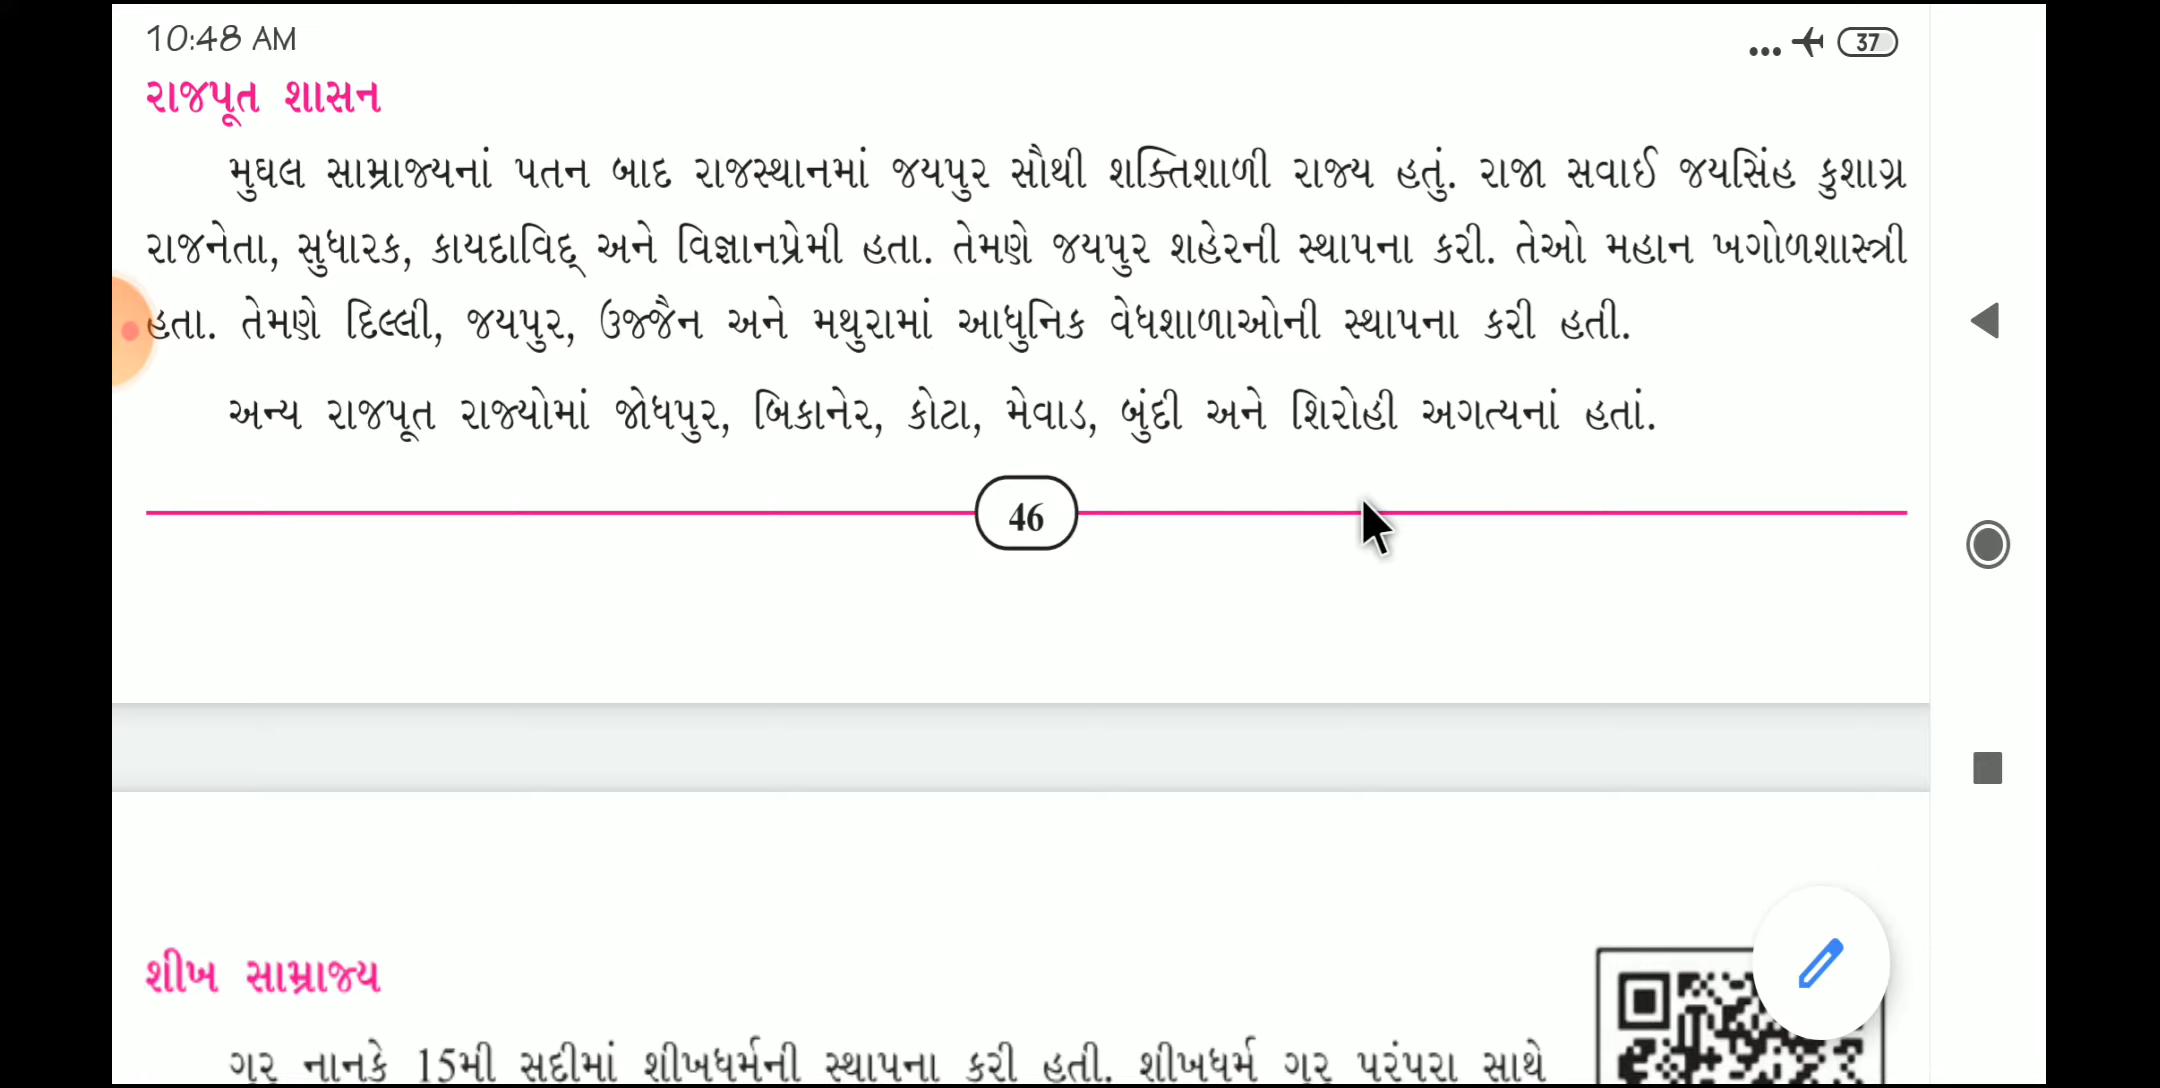 10:48 AM
37
રાજપૂત શાસન
મુઘલ સામ્રાજ્યનાં પતન બાદ રાજસ્થાનમાં જયપુર સૌથી શક્તિશાળી રાજ્ય હતું. રાજા સવાઈ જયસિંહ કુશાગ્ર
રાજનેતા, સુધારક, કાયદાવિદ્ અને વિજ્ઞાનપ્રેમી હતા. તેમણે જયપુર શહેરની સ્થાપના કરી. તેઓ મહાન ખગોળશાસ્ત્રી
હતા. તેમણે દિલ્લી, જયપુર, ઉજ્જૈન અને મથુરામાં આધુનિક વેધશાળાઓની સ્થાપના કરી હતી.
અન્ય રાજપૂત રાજ્યોમાં જોધપુર, બિકાનેર, કોટા, મેવાડ, બુંદી અને શિરોહી અગત્યનાં હતાં.
46
શીખ સામ્રાજ્ય
ગુરુ નાનકે 15મી સદીમાં શીખધર્મની સ્થાપના કરી હતી. શીખધર્મ ગુરુ પરંપરા સાથે